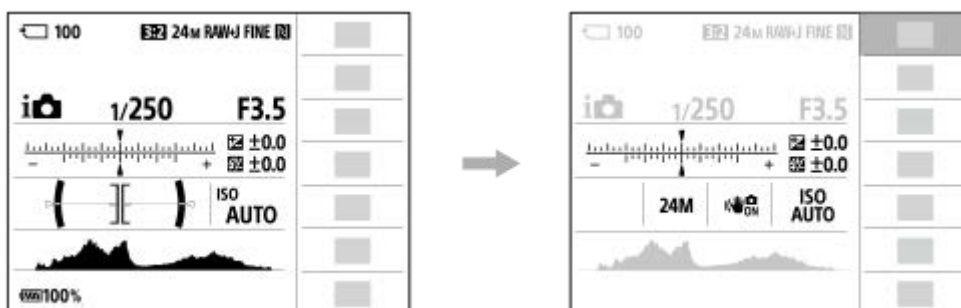 100 3:2 24M RAW+J FINE N
i 1/250 F3.5
±0.0
- + ±0.0
ISO
AUTO
100%
100 3:2 24M RAW+J FINE N
i 1/250 F3.5
±0.0
- + ±0.0
24M ON ISO
AUTO